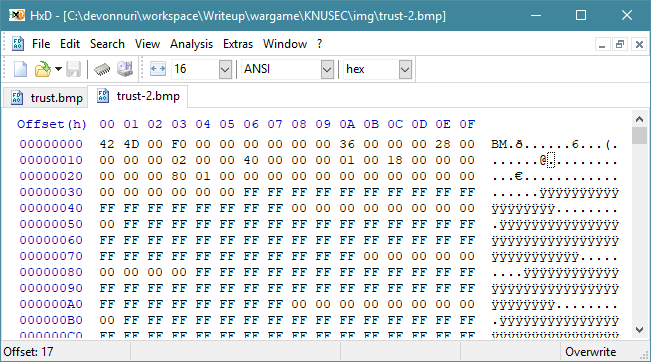 HxD - [C:\devonnuri\workspace\Writeup\wargame\KNUSEC\img\trust-2.bmp]
File Edit Search View Analysis Extras Window ?
16 ANSI hex
trust.bmp trust-2.bmp
Offset(h) 00 01 02 03 04 05 06 07 08 09 0A 0B 0C 0D 0E 0F
00000000 42 4D 00 F0 00 00 00 00 00 00 36 00 00 00 28 00 BM.ð......6...(.
00000010 00 00 00 02 00 00 40 00 00 00 01 00 18 00 00 00 ......@.........
00000020 00 00 00 80 01 00 00 00 00 00 00 00 00 00 00 00 ...€............
00000030 00 00 00 00 00 00 FF FF FF FF FF FF FF FF FF FF ......ÿÿÿÿÿÿÿÿÿÿ
00000040 FF FF FF FF FF FF FF FF 00 00 00 00 00 00 00 00 ÿÿÿÿÿÿÿÿ........
00000050 00 FF FF FF FF FF FF FF FF FF FF FF FF FF FF FF .ÿÿÿÿÿÿÿÿÿÿÿÿÿÿÿ
00000060 FF FF FF FF FF FF FF FF FF FF FF FF FF FF FF FF ÿÿÿÿÿÿÿÿÿÿÿÿÿÿÿÿ
00000070 FF FF FF FF FF FF FF FF FF FF FF 00 00 00 00 00 ÿÿÿÿÿÿÿÿÿÿÿ.....
00000080 00 00 00 00 FF FF FF FF FF FF FF FF FF FF FF FF ....ÿÿÿÿÿÿÿÿÿÿÿÿ
00000090 FF FF FF FF FF FF FF FF FF FF FF FF FF FF FF FF ÿÿÿÿÿÿÿÿÿÿÿÿÿÿÿÿ
000000A0 FF FF FF FF FF FF FF FF 00 00 00 00 00 00 00 00 ÿÿÿÿÿÿÿÿ........
000000B0 00 FF FF FF FF FF FF FF FF FF FF FF FF FF FF FF .ÿÿÿÿÿÿÿÿÿÿÿÿÿÿÿ
000000C0 FF FF FF FF FF FF FF FF FF FF FF FF FF FF FF FF ÿÿÿÿÿÿÿÿÿÿÿÿÿÿÿÿ
Offset: 17 Overwrite